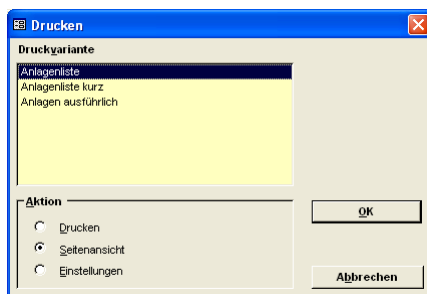 Drucken
Druckvariante
Anlagenliste
Anlagenliste kurz
Anlagen ausführlich
Aktion
Drucken
Seitenansicht
Einstellungen
OK
Abbrechen